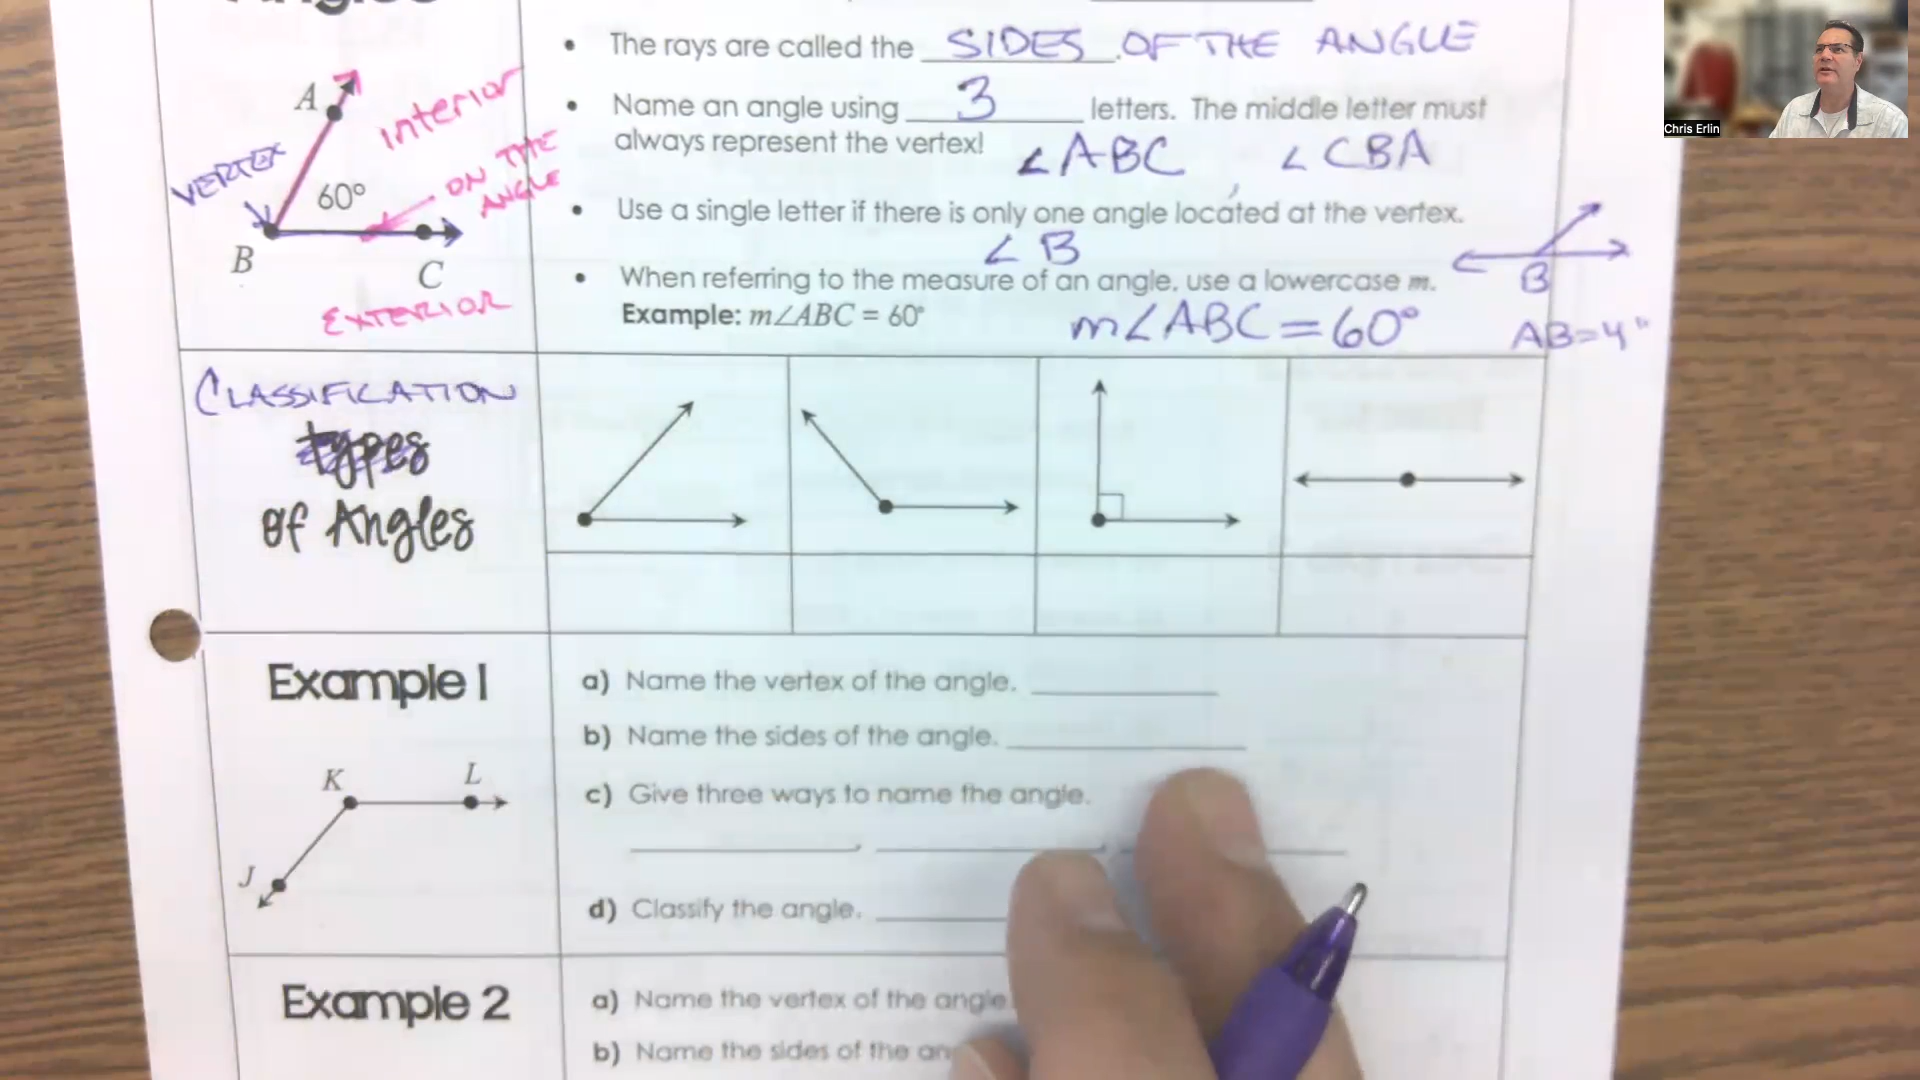 Angles
The rays are called the SIDES OF THE ANGLE
Name an angle using 3 letters. The middle letter must
always represent the vertex! ∠ABC, ∠CBA
Use a single letter if there is only one angle located at the vertex.
∠B
When referring to the measure of an angle, use a lowercase m.
Example: m∠ABC = 60° m∠ABC = 60°
B
AB=4"
A
interior
ON THE
ANGLE
VERTEX
60°
B
C
EXTERIOR
Chris Erlin
CLASSIFICATION
types
of Angles
Example 1
K
L
J
a) Name the vertex of the angle.
b) Name the sides of the angle.
c) Give three ways to name the angle.
d) Classify the angle.
Example 2
a) Name the vertex of the angle
b) Name the sides of the an